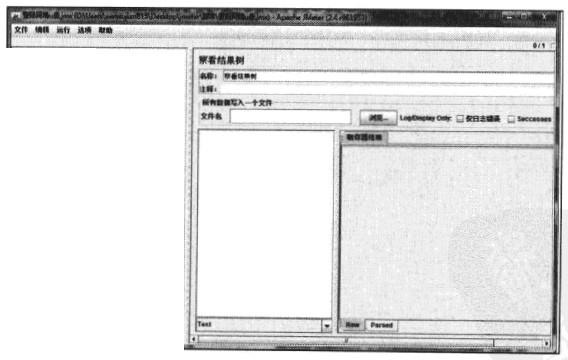 文件 编辑 运行 选项 帮助
0 / 1
察看结果树
名称: 察看结果树
注释:
所有数据写入一个文件
文件名
浏览... Log/Display Only: 仅日志错误 Successes
取样器结果
Text
Raw Parsed